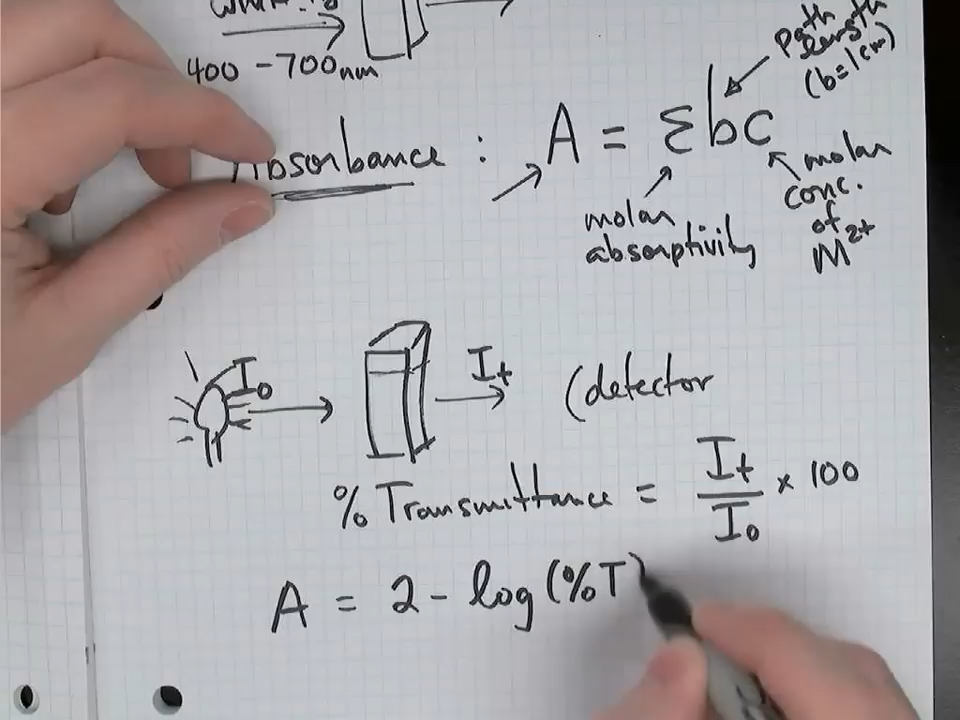 400 - 700nm
path
length
(b=1cm)
Absorbance : A = εbc
molar
absorptivity
molar
conc.
of
M2+
I0
It
(detector
% Transmittance = It/I0 × 100
A = 2 - log(%T)